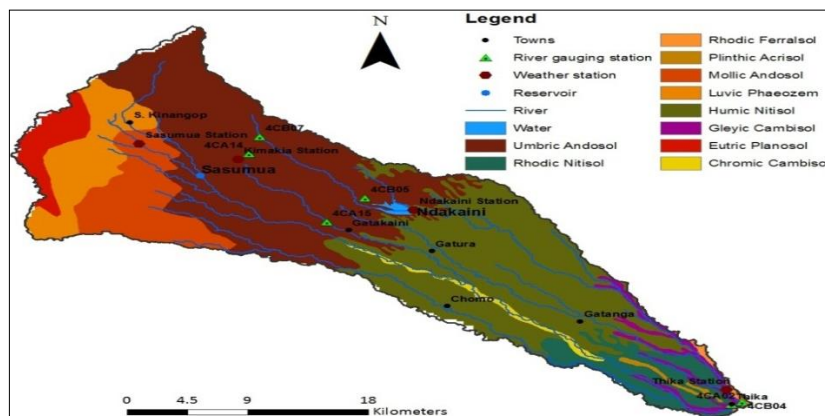 N
Legend
Towns
River gauging station
Weather station
Reservoir
River
Water
Umbric Andosol
Rhodic Nitisol
Rhodic Ferralsol
Plinthic Acrisol
Mollic Andosol
Luvic Phaeozem
Humic Nitisol
Gleyic Cambisol
Eutric Planosol
Chromic Cambisol
S. Kinangop
Sasumua Station
4CB07
4CA14
Kimakia Station
Sasumua
4CB05
Ndakaini Station
Ndakaini
4CA15
Gatakaini
Gatura
Chomo
Gatanga
Thika Station
4CA02
Thika
4CB04
0 4.5 9 18
Kilometers